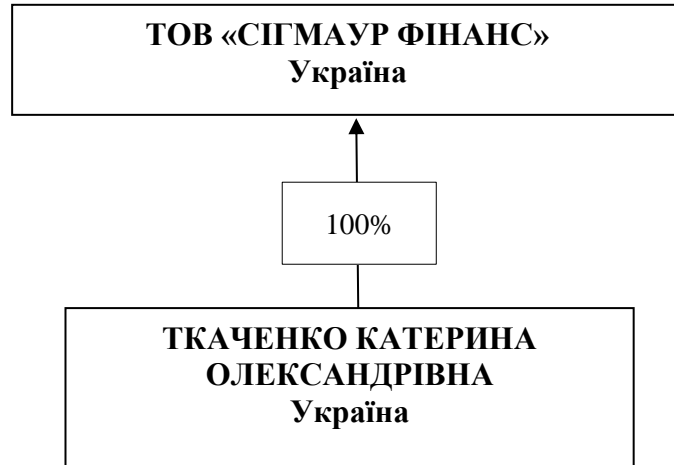 ТОВ «СІГМАУР ФІНАНС»
Україна
100%
ТКАЧЕНКО КАТЕРИНА
ОЛЕКСАНДРІВНА
Україна